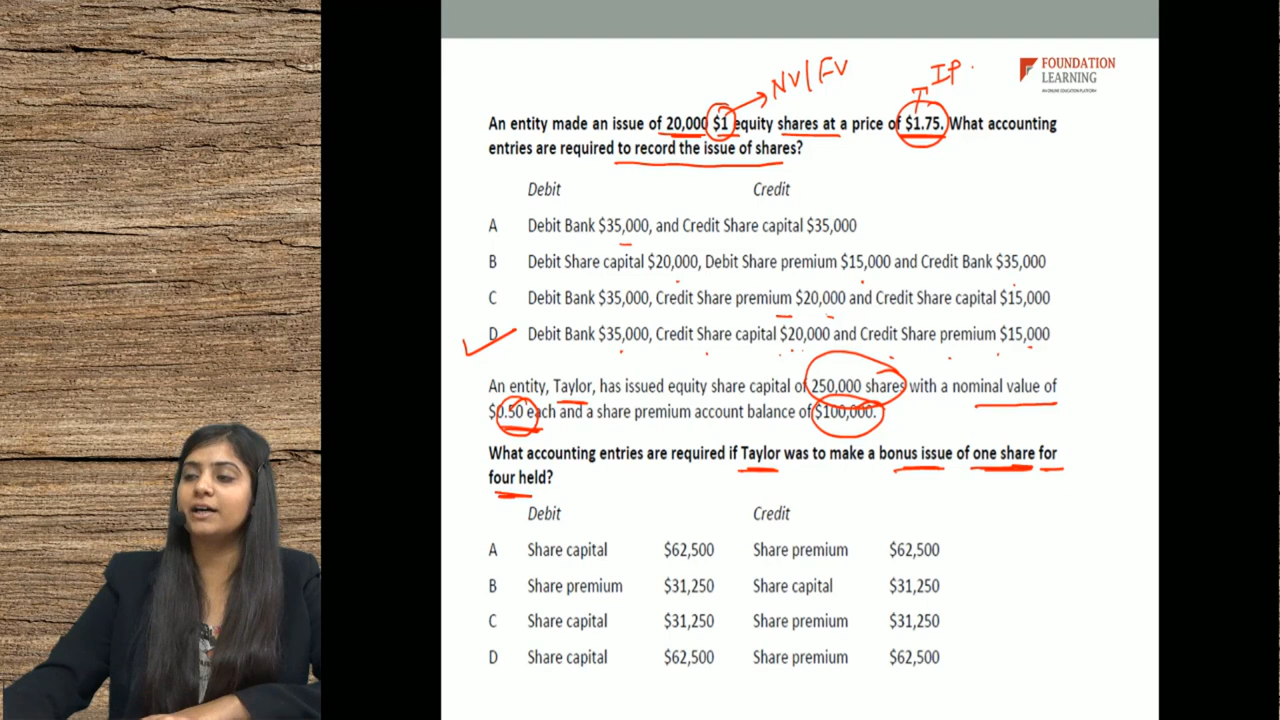 NV/FV
IP.
FOUNDATION
LEARNING
AN ONLINE EDUCATION PLATFORM
An entity made an issue of 20,000 $1 equity shares at a price of $1.75. What accounting
entries are required to record the issue of shares?
Debit Credit
A Debit Bank $35,000, and Credit Share capital $35,000
B Debit Share capital $20,000, Debit Share premium $15,000 and Credit Bank $35,000
C Debit Bank $35,000, Credit Share premium $20,000 and Credit Share capital $15,000
D Debit Bank $35,000, Credit Share capital $20,000 and Credit Share premium $15,000
An entity, Taylor, has issued equity share capital of 250,000 shares with a nominal value of
$0.50 each and a share premium account balance of $100,000.
What accounting entries are required if Taylor was to make a bonus issue of one share for
four held?
Debit Credit
A Share capital $62,500 Share premium $62,500
B Share premium $31,250 Share capital $31,250
C Share capital $31,250 Share premium $31,250
D Share capital $62,500 Share premium $62,500